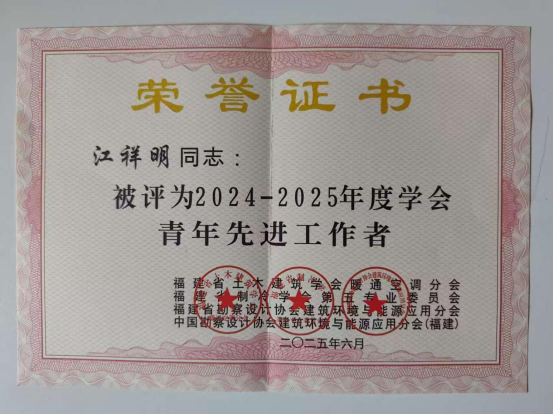 荣誉证书
江祥明同志：
被评为2024-2025年度学会
青年先进工作者
福建省土木建筑学会暖通空调分会
福建省制冷学会第五专业委员会
福建省勘察设计协会建筑环境与能源应用分会
中国勘察设计协会建筑环境与能源应用分会(福建)
二〇二五年六月